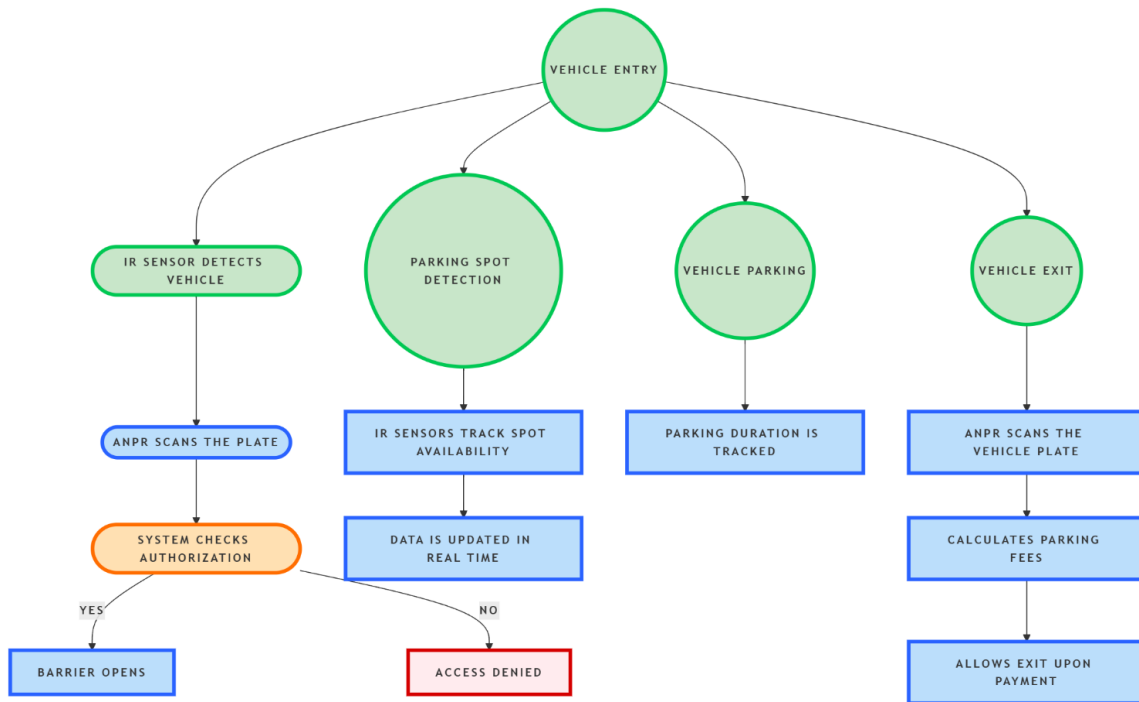 VEHICLE ENTRY
IR SENSOR DETECTS
VEHICLE
PARKING SPOT
DETECTION
VEHICLE PARKING
VEHICLE EXIT
ANPR SCANS THE PLATE
IR SENSORS TRACK SPOT
AVAILABILITY
PARKING DURATION IS
TRACKED
ANPR SCANS THE
VEHICLE PLATE
SYSTEM CHECKS
AUTHORIZATION
DATA IS UPDATED IN
REAL TIME
CALCULATES PARKING
FEES
YES
NO
BARRIER OPENS
ACCESS DENIED
ALLOWS EXIT UPON
PAYMENT